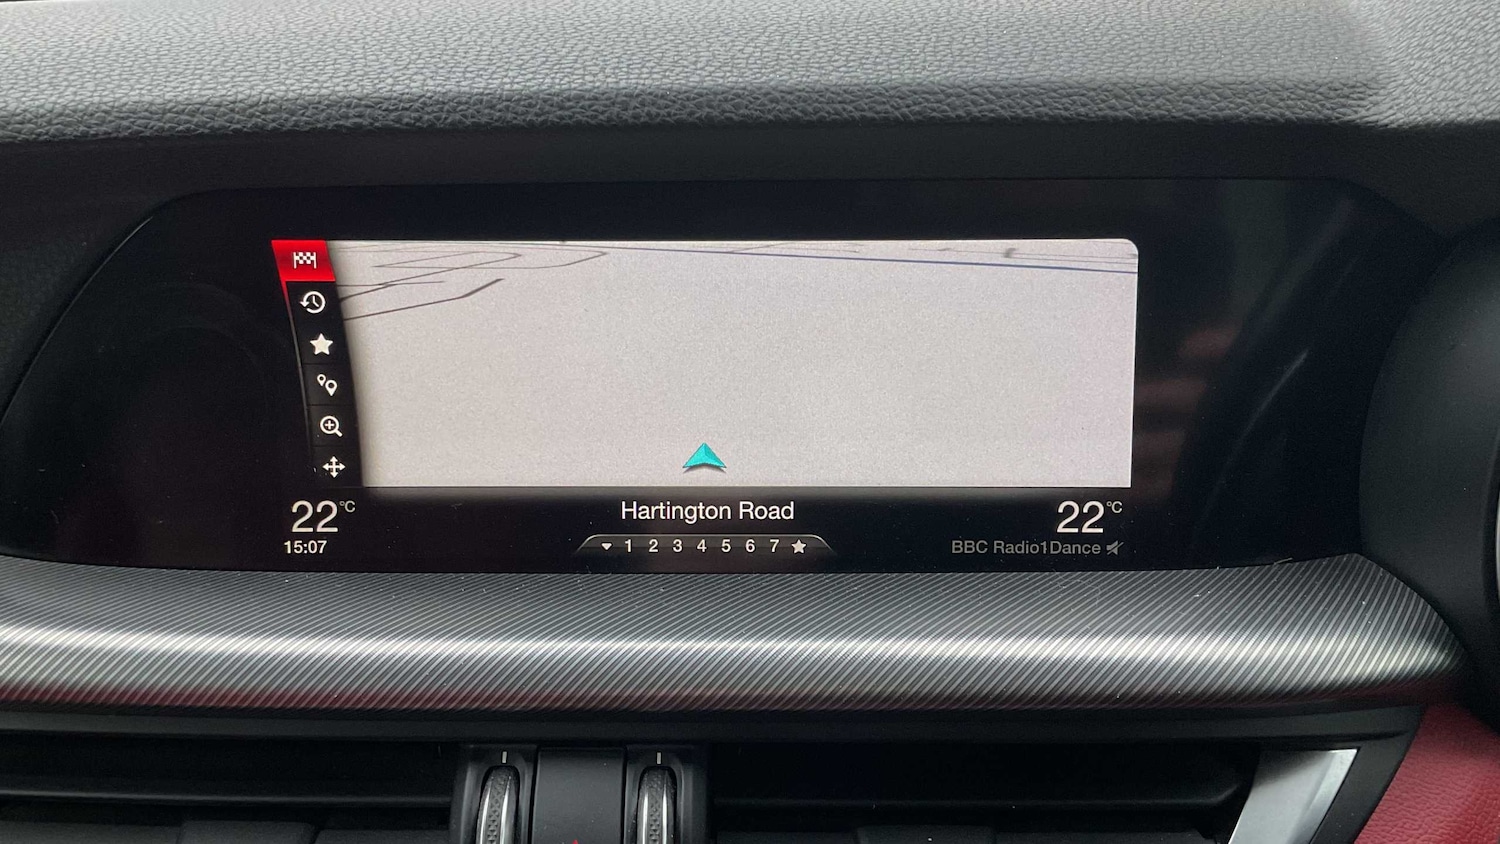 22°C
Hartington Road
22°C
15:07
1 2 3 4 5 6 7
BBC Radio1Dance